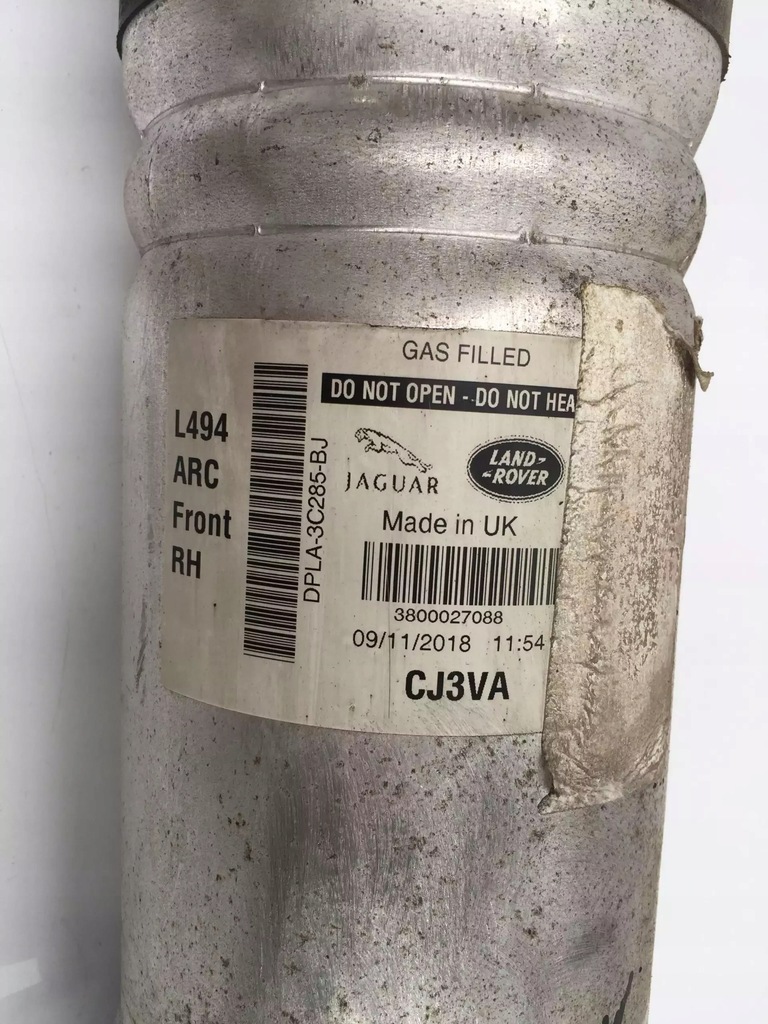 GAS FILLED
DO NOT OPEN - DO NOT HEA
L494
ARC
Front
RH
DPLA-3C285-BJ
JAGUAR
LAND-
-ROVER
Made in UK
3800027088
09/11/2018 11:54
CJ3VA